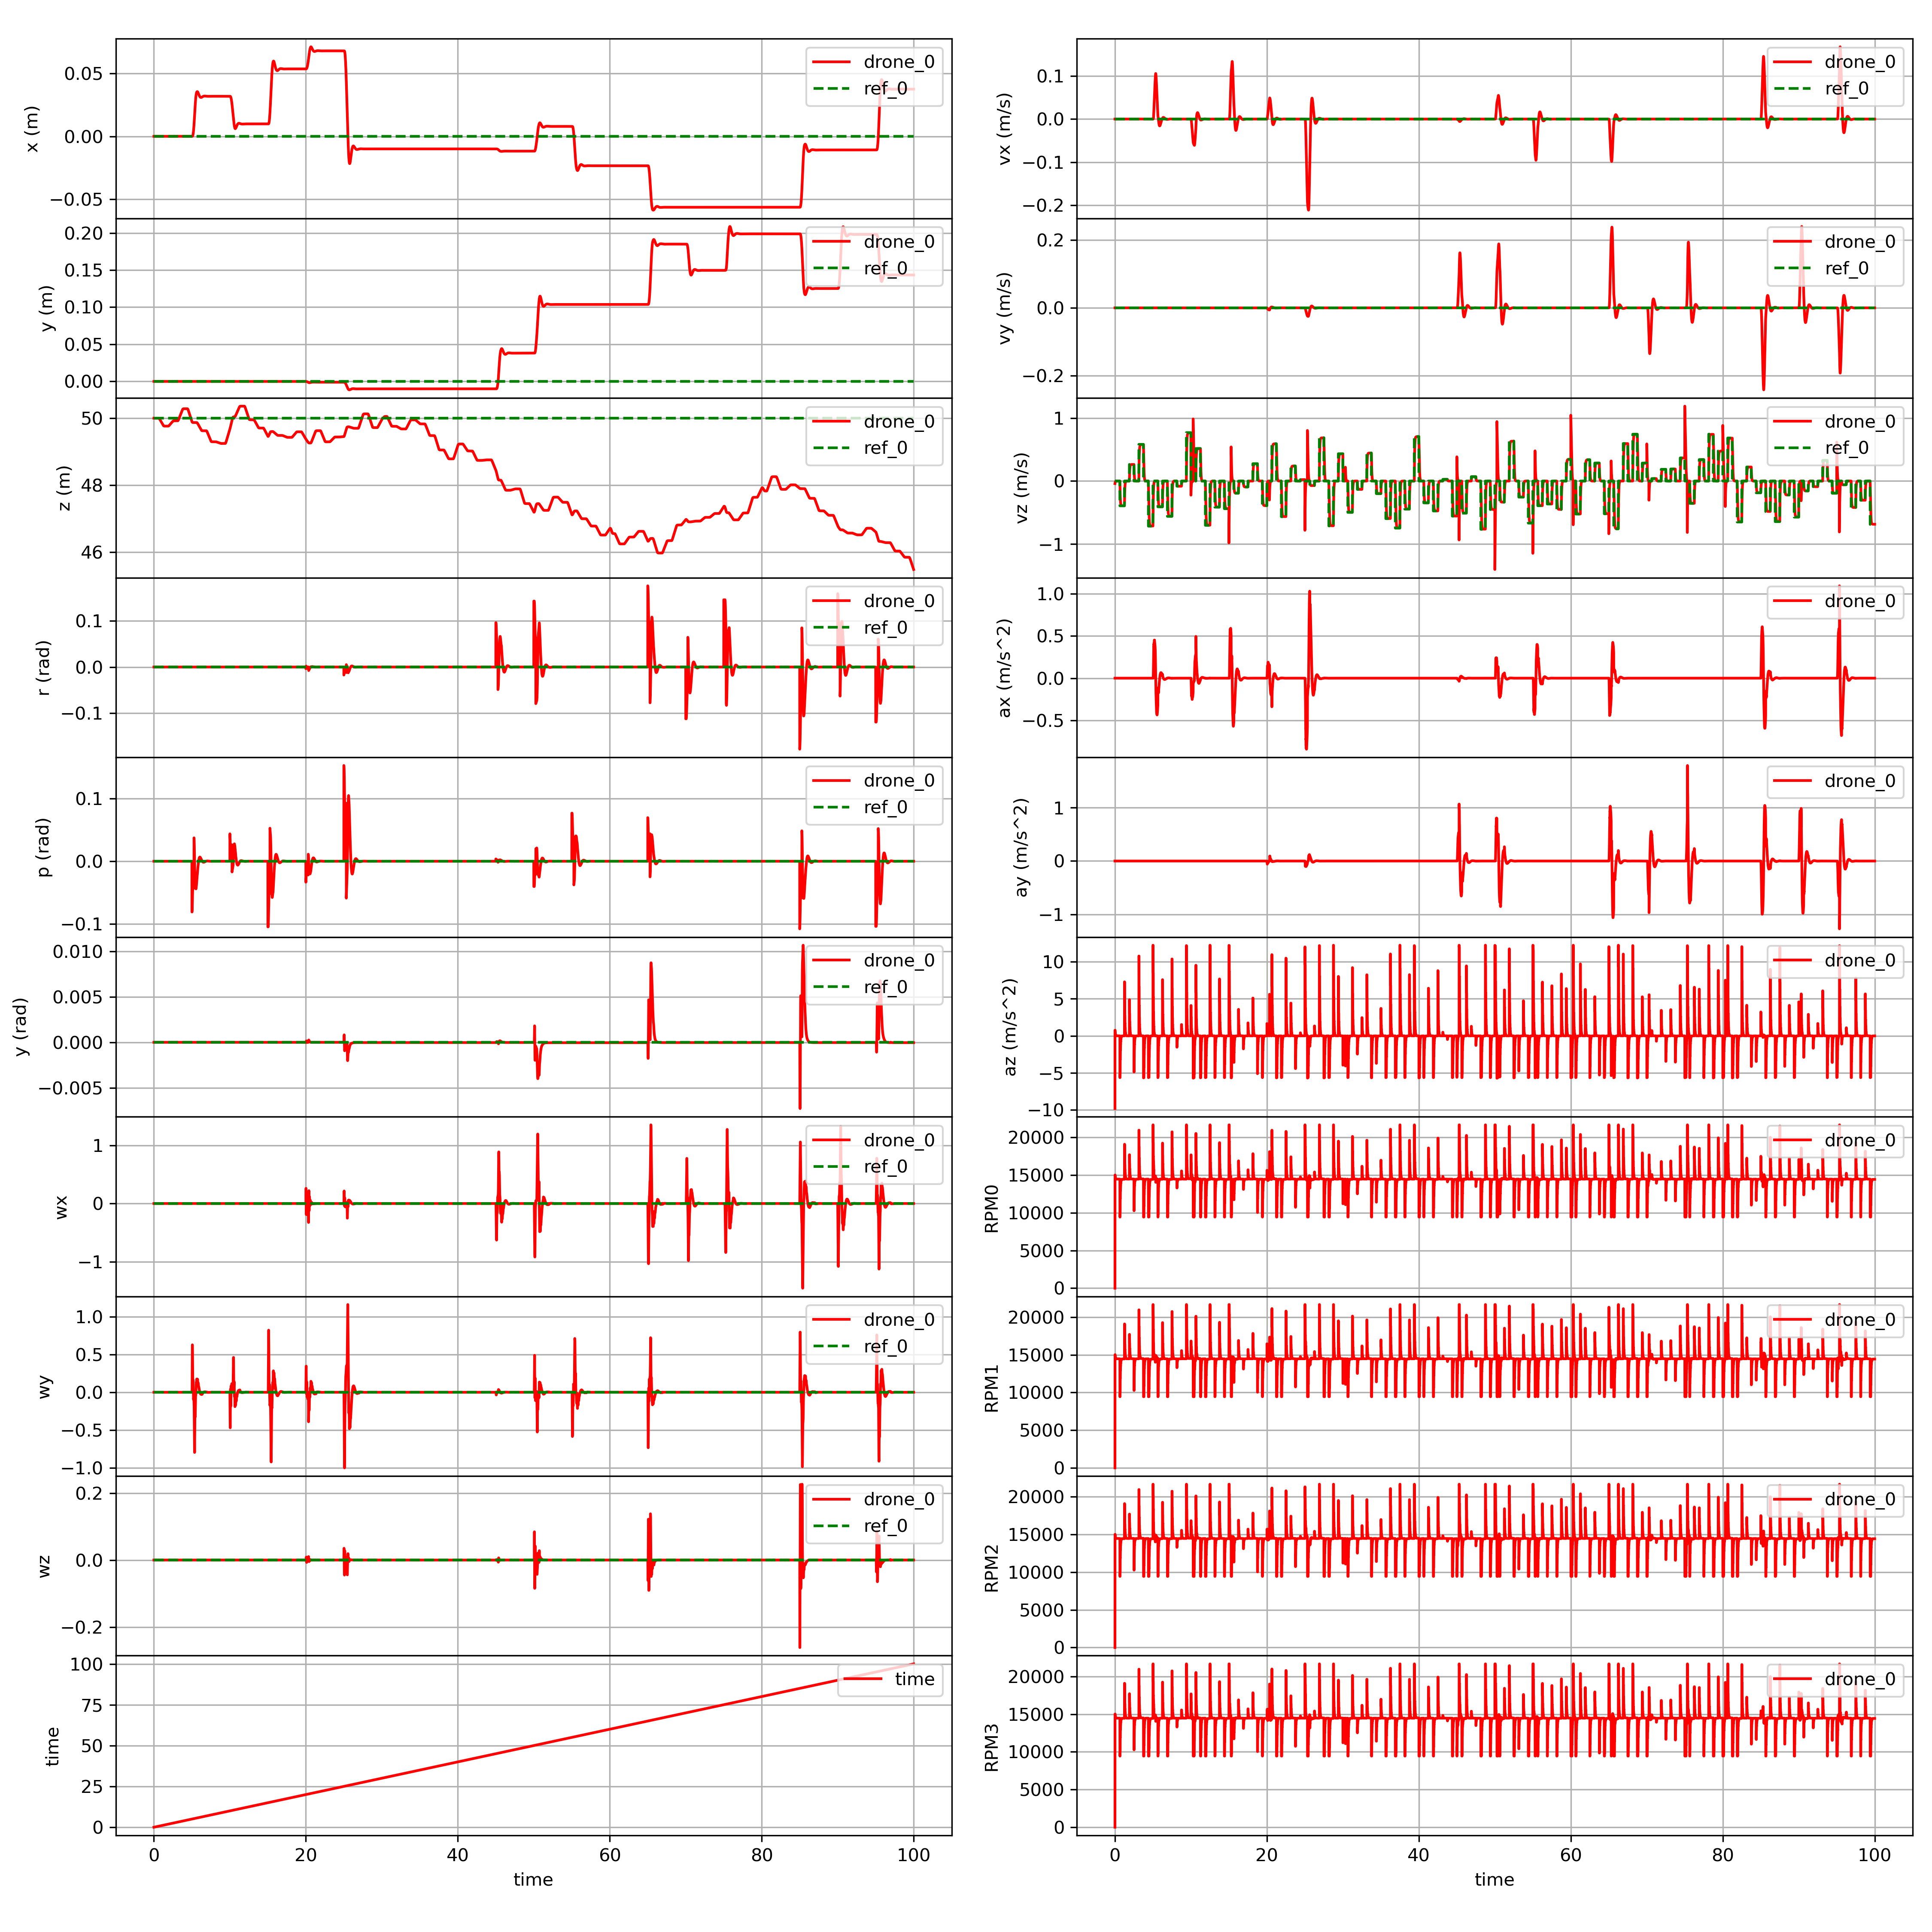 x (m)
0.05
0.00
−0.05
drone_0
ref_0
y (m)
0.20
0.15
0.10
0.05
0.00
drone_0
ref_0
z (m)
50
48
46
drone_0
ref_0
r (rad)
0.1
0.0
−0.1
drone_0
ref_0
p (rad)
0.1
0.0
−0.1
drone_0
ref_0
y (rad)
0.010
0.005
0.000
−0.005
drone_0
ref_0
wx
1
0
−1
drone_0
ref_0
wy
1.0
0.5
0.0
−0.5
−1.0
drone_0
ref_0
wz
0.2
0.0
−0.2
drone_0
ref_0
time
100
75
50
25
0
time
0 20 40 60 80 100
time
vx (m/s)
0.1
0.0
−0.1
−0.2
drone_0
ref_0
vy (m/s)
0.2
0.0
−0.2
drone_0
ref_0
vz (m/s)
1
0
−1
drone_0
ref_0
ax (m/s^2)
1.0
0.5
0.0
−0.5
drone_0
ay (m/s^2)
1
0
−1
drone_0
az (m/s^2)
10
5
0
−5
−10
drone_0
RPM0
20000
15000
10000
5000
0
drone_0
RPM1
20000
15000
10000
5000
0
drone_0
RPM2
20000
15000
10000
5000
0
drone_0
RPM3
20000
15000
10000
5000
0
drone_0
0 20 40 60 80 100
time